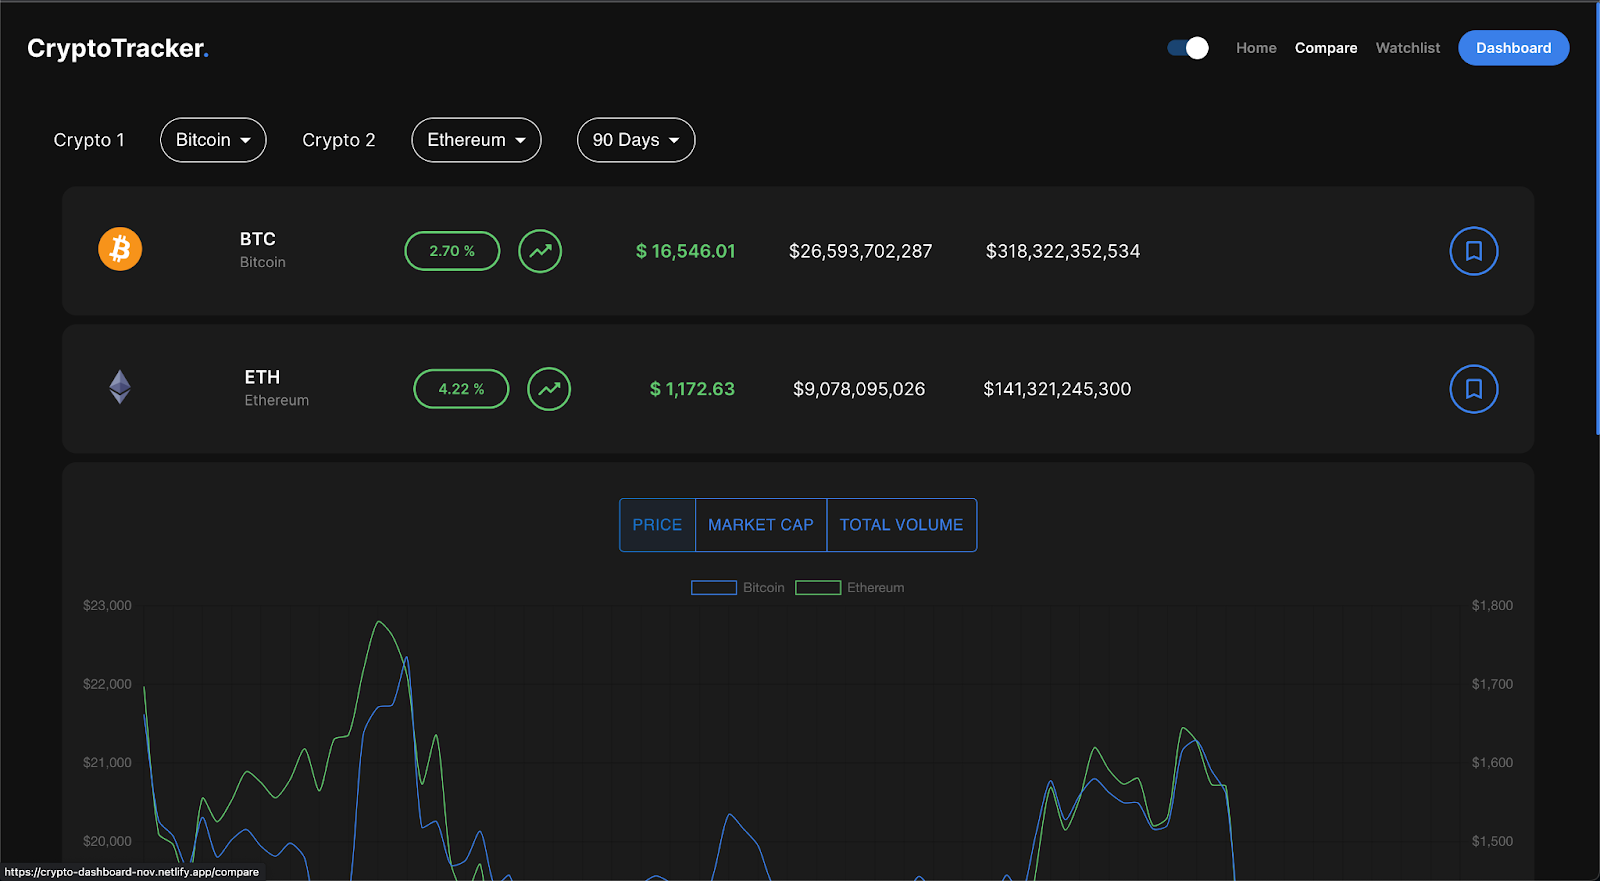 CryptoTracker.
Home Compare Watchlist Dashboard
Crypto 1 Bitcoin Crypto 2 Ethereum 90 Days
BTC
Bitcoin
2.70 % $ 16,546.01 $26,593,702,287 $318,322,352,534
ETH
Ethereum
4.22 % $ 1,172.63 $9,078,095,026 $141,321,245,300
PRICE MARKET CAP TOTAL VOLUME
Bitcoin Ethereum
$23,000 $1,800
$22,000 $1,700
$21,000 $1,600
$20,000 $1,500
https://crypto-dashboard-nov.netlify.app/compare